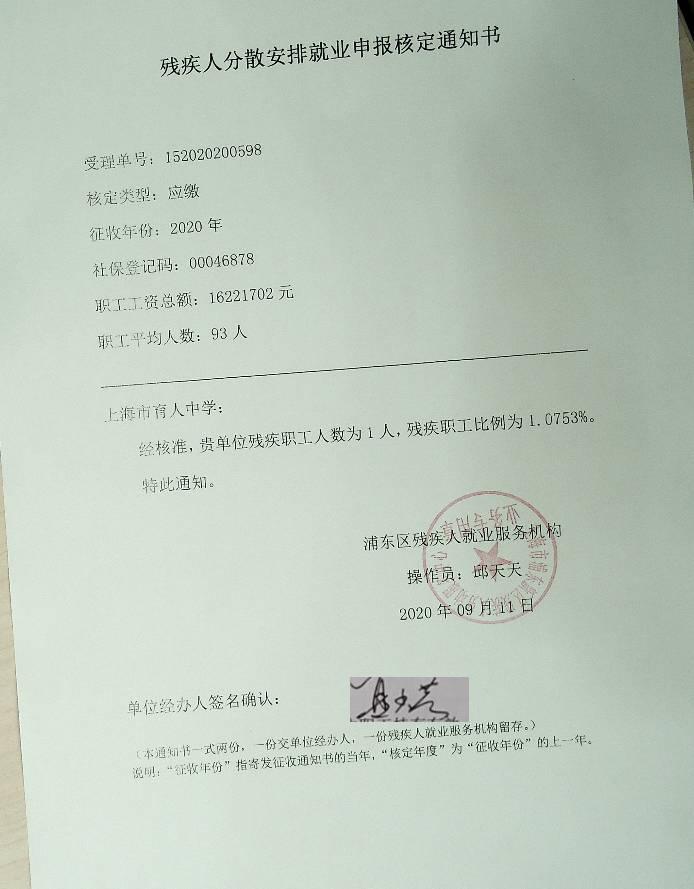 残疾人分散安排就业申报核定通知书
受理单号：152020200598
核定类型：应缴
征收年份：2020 年
社保登记码：00046878
职工工资总额：16221702 元
职工平均人数：93 人
上海市育人中学：
经核准，贵单位残疾职工人数为 1 人，残疾职工比例为 1.0753%。
特此通知。
业务专用章
浦东区残疾人就业服务机构
操作员：邱天天
2020 年 09 月 11 日
单位经办人签名确认：
（本通知书一式两份，一份交单位经办人，一份残疾人就业服务机构留存。）
说明：“征收年份”指寄发征收通知书的当年，“核定年度”为“征收年份”的上一年。